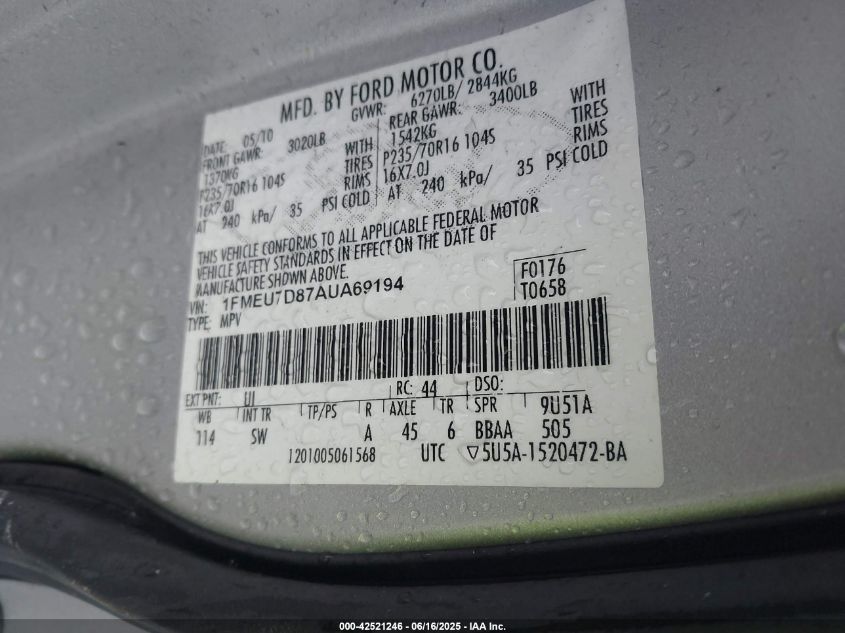 MFD. BY FORD MOTOR CO.
DATE: 05/10 GVWR: 6270LB/ 2844KG
FRONT GAWR: 3020LB REAR GAWR: 3400LB
1370KG WITH 1542KG WITH
P235/70R16 104S TIRES P235/70R16 104S TIRES
16X7.0J RIMS 16X7.0J RIMS
AT 240 kPa/ 35 PSI COLD AT 240 kPa/ 35 PSI COLD
THIS VEHICLE CONFORMS TO ALL APPLICABLE FEDERAL MOTOR
VEHICLE SAFETY STANDARDS IN EFFECT ON THE DATE OF
MANUFACTURE SHOWN ABOVE.
VIN: 1FMEU7D87AUA69194 F0176
TYPE: MPV T0658
EXT PNT: UI RC: 44 DSO:
WB INT TR TP/PS R AXLE TR SPR 9U51A
114 SW A 45 6 BBAA 505
1201005061568 UTC ▽5U5A-1520472-BA
000-42521246 - 06/16/2025 - IAA Inc.